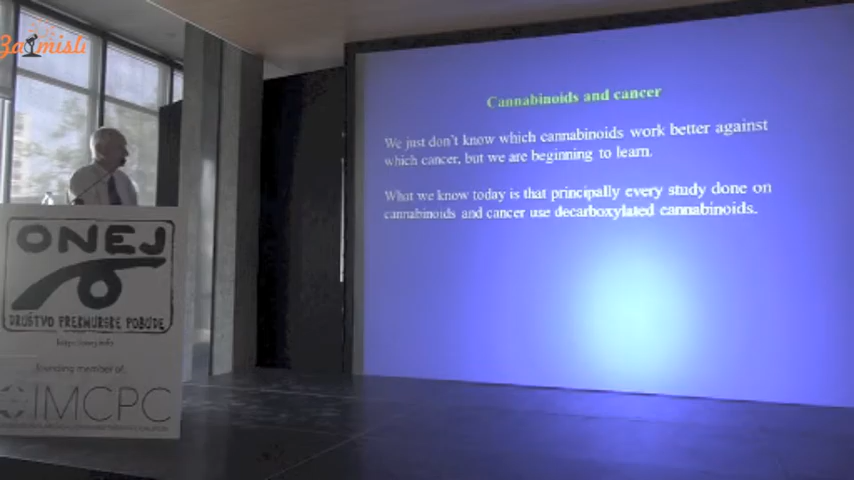 Zamisli
Cannabinoids and cancer
We just don't know which cannabinoids work better against
which cancer, but we are beginning to learn.
What we know today is that principally every study done on
cannabinoids and cancer use decarboxylated cannabinoids.
ONEJ
DRUŠTVO PREKMURSKE POBUDE
founding member of:
IMCPC